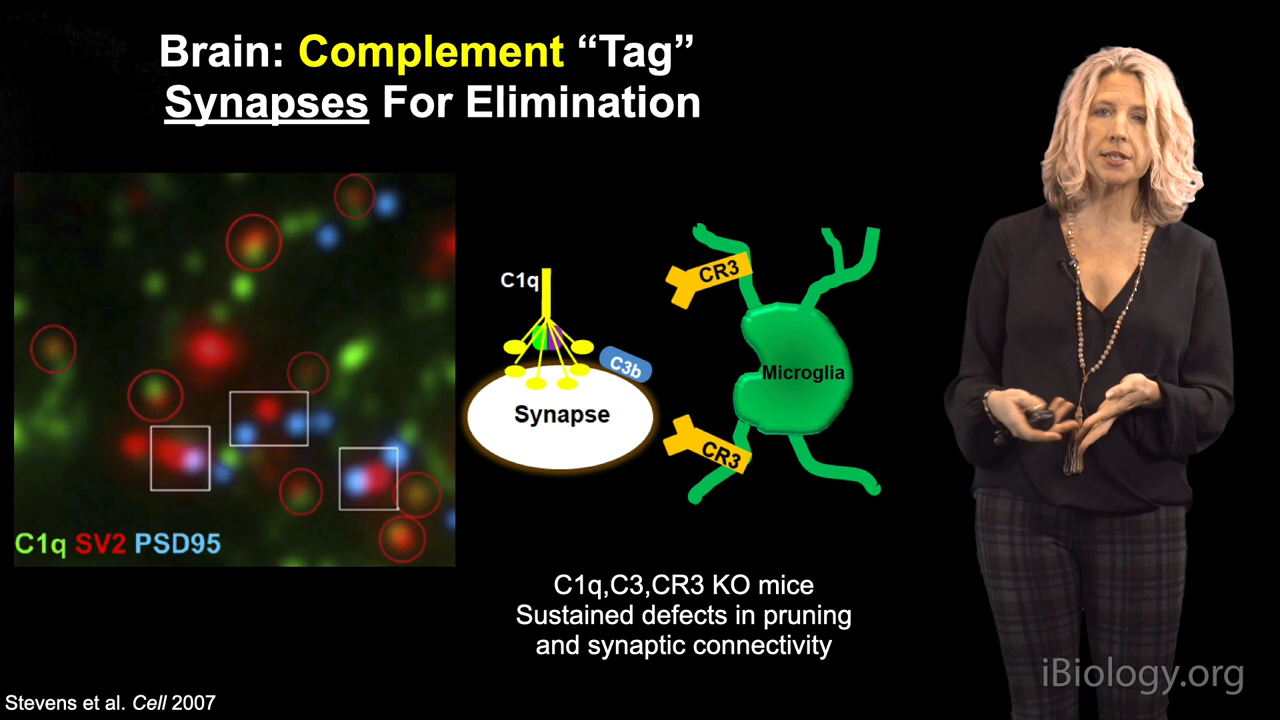 Brain: Complement “Tag”
Synapses For Elimination
C1q
CR3
C3b
Microglia
Synapse
CR3
C1q SV2 PSD95
C1q,C3,CR3 KO mice
Sustained defects in pruning
and synaptic connectivity
iBiology.org
Stevens et al. Cell 2007